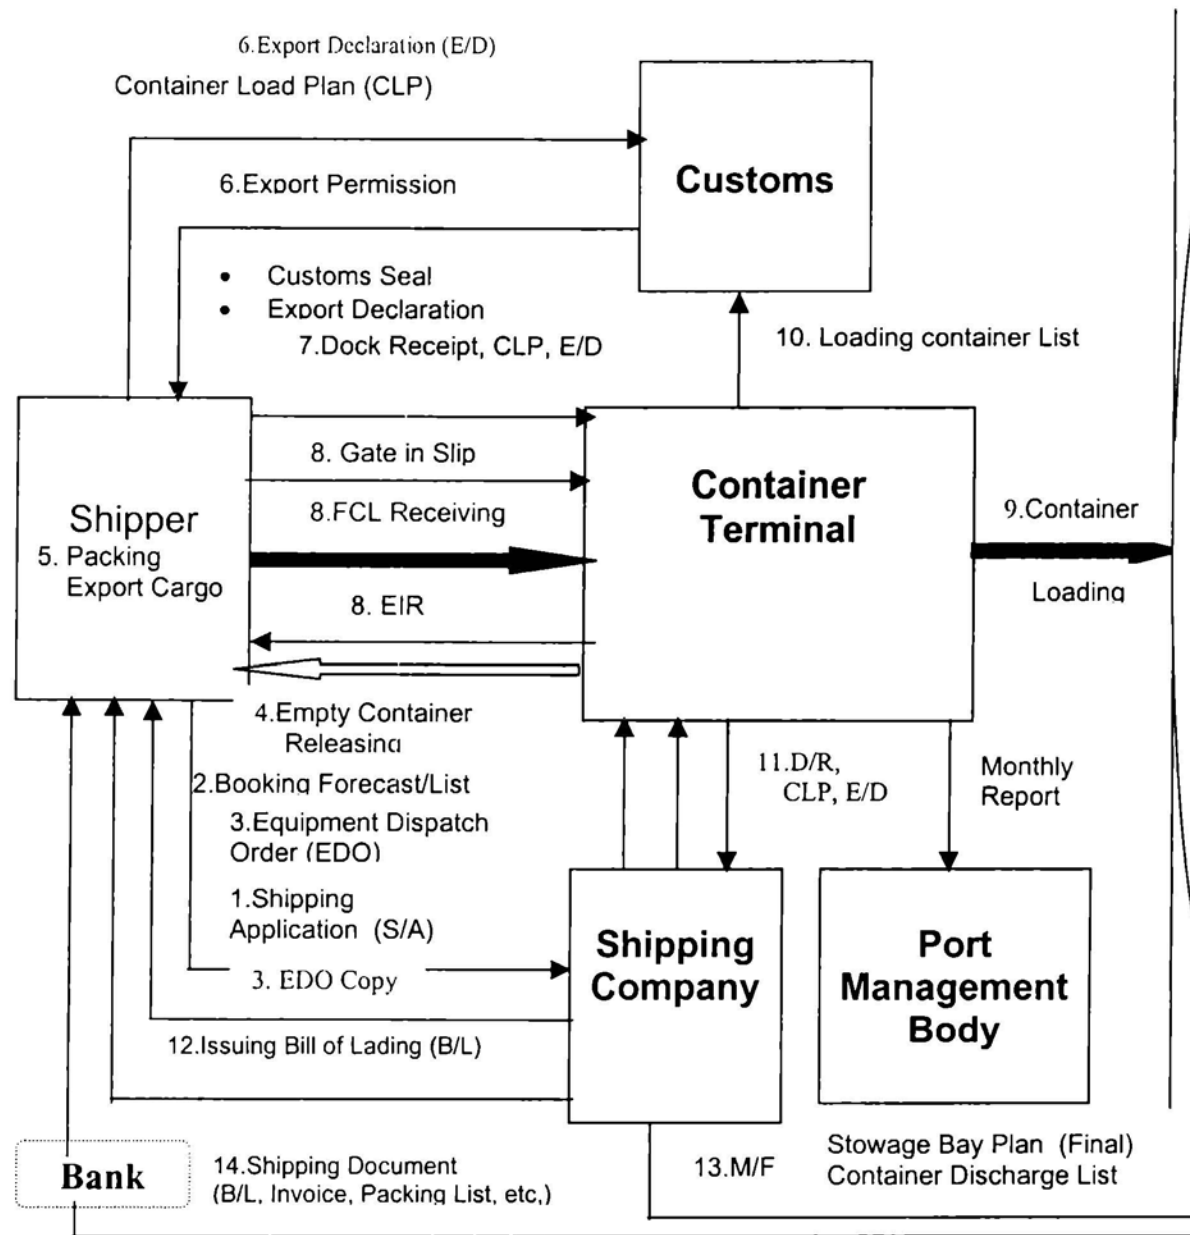 6.Export Declaration (E/D)
Container Load Plan (CLP)
Customs
6.Export Permission
• Customs Seal
• Export Declaration
7.Dock Receipt, CLP, E/D
10. Loading container List
8. Gate in Slip
Container
Terminal
8.FCL Receiving
9.Container
Loading
Shipper
5. Packing
Export Cargo
8. EIR
4.Empty Container
Releasing
2.Booking Forecast/List
3.Equipment Dispatch
Order (EDO)
11.D/R,
CLP, E/D
Monthly
Report
1.Shipping
Application (S/A)
3. EDO Copy
Shipping
Company
Port
Management
Body
12.Issuing Bill of Lading (B/L)
Bank
14.Shipping Document
(B/L, Invoice, Packing List, etc,)
13.M/F
Stowage Bay Plan (Final)
Container Discharge List